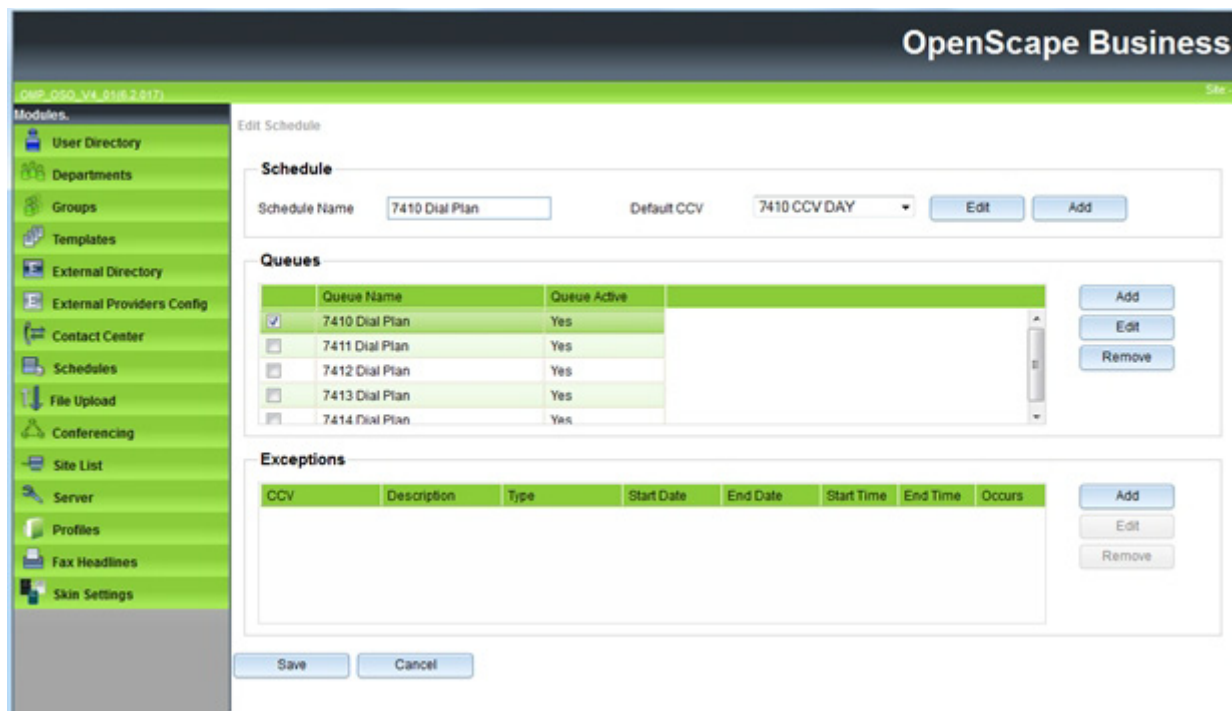 OpenScape Business
OMP_OSO_V4_01(6.2.017)
Site -
Modules.
User Directory
Departments
Groups
Templates
External Directory
External Providers Config
Contact Center
Schedules
File Upload
Conferencing
Site List
Server
Profiles
Fax Headlines
Skin Settings
Edit Schedule
Schedule
Schedule Name 7410 Dial Plan Default CCV 7410 CCV DAY Edit Add
Queues
Queue Name Queue Active
7410 Dial Plan Yes
7411 Dial Plan Yes
7412 Dial Plan Yes
7413 Dial Plan Yes
7414 Dial Plan Yes
Add
Edit
Remove
Exceptions
CCV Description Type Start Date End Date Start Time End Time Occurs
Add
Edit
Remove
Save Cancel